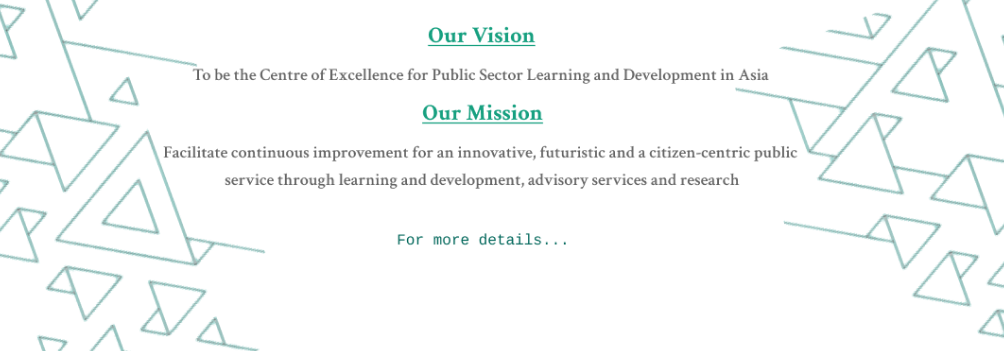 Our Vision
To be the Centre of Excellence for Public Sector Learning and Development in Asia
Our Mission
Facilitate continuous improvement for an innovative, futuristic and a citizen-centric public
service through learning and development, advisory services and research
For more details...